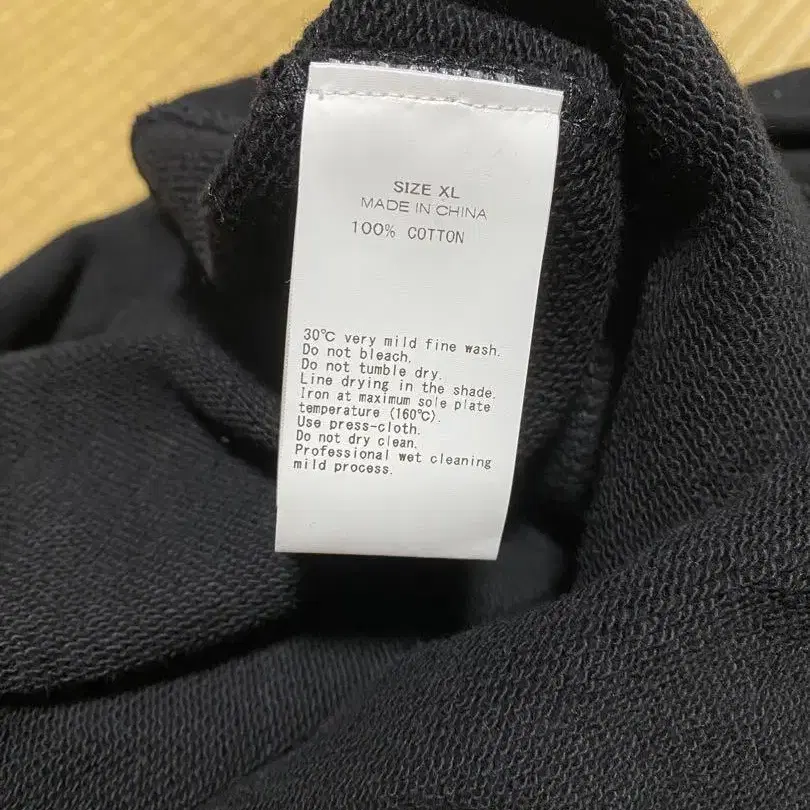 SIZE XL
MADE IN CHINA
100% COTTON
30℃ very mild fine wash.
Do not bleach.
Do not tumble dry.
Line drying in the shade.
Iron at maximum sole plate
temperature (160℃).
Use press-cloth.
Do not dry clean.
Professional wet cleaning
mild process.